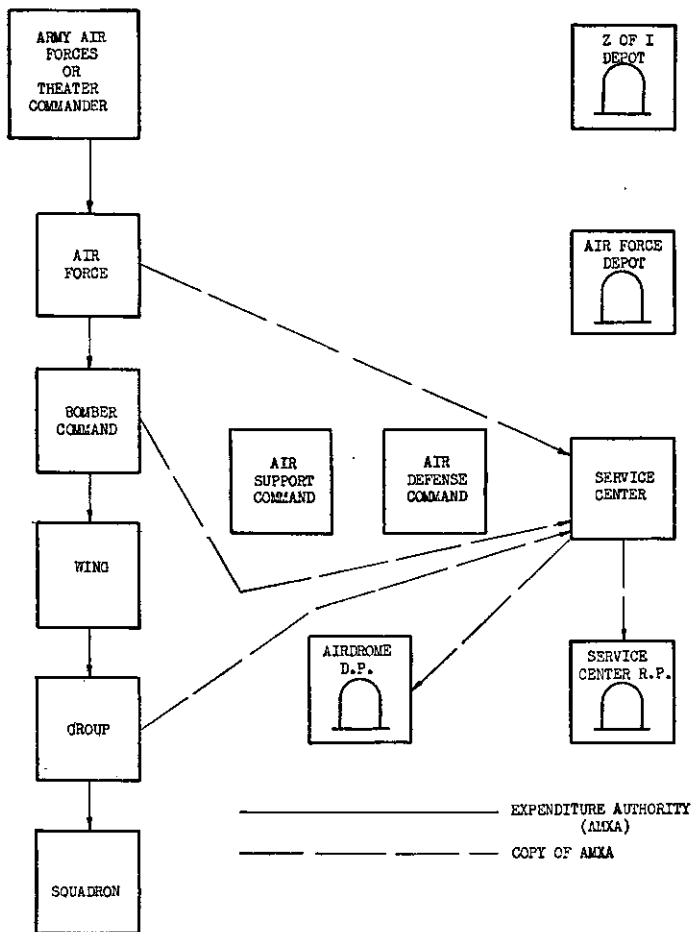 ARMY AIR
FORCES
OR
THEATER
COMMANDER
Z OF I
DEPOT
AIR
FORCE
AIR FORCE
DEPOT
BOMBER
COMMAND
AIR
SUPPORT
COMMAND
AIR
DEFENSE
COMMAND
SERVICE
CENTER
WING
AIRDROME
D.P.
SERVICE
CENTER R.P.
GROUP
EXPENDITURE AUTHORITY
(AMXA)
COPY OF AMXA
SQUADRON